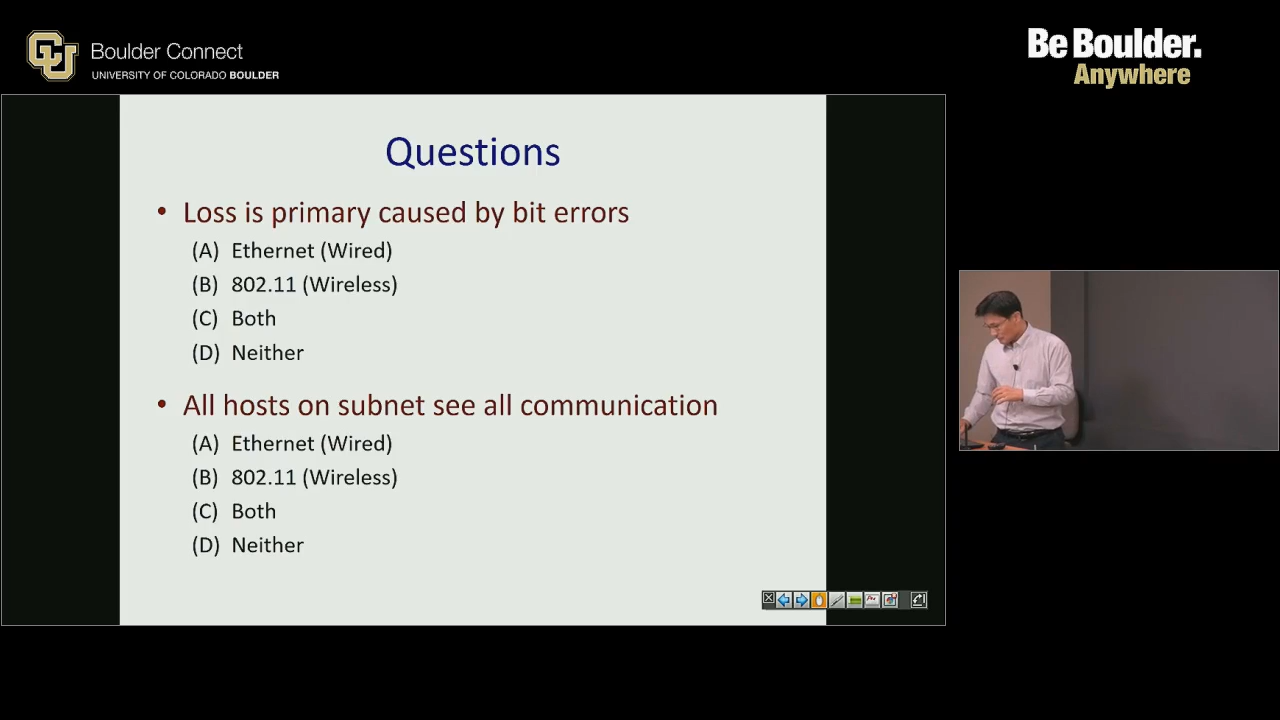 CU
Boulder Connect
UNIVERSITY OF COLORADO BOULDER
Be Boulder.
Anywhere
Questions
• Loss is primary caused by bit errors
(A) Ethernet (Wired)
(B) 802.11 (Wireless)
(C) Both
(D) Neither
• All hosts on subnet see all communication
(A) Ethernet (Wired)
(B) 802.11 (Wireless)
(C) Both
(D) Neither